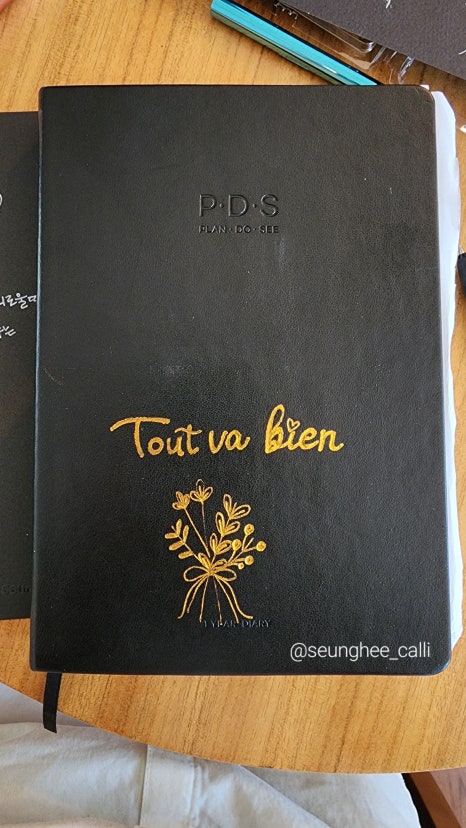 P·D·S
PLAN·DO·SEE
Tout va bien
1 YEAR DIARY
@seunghee_calli